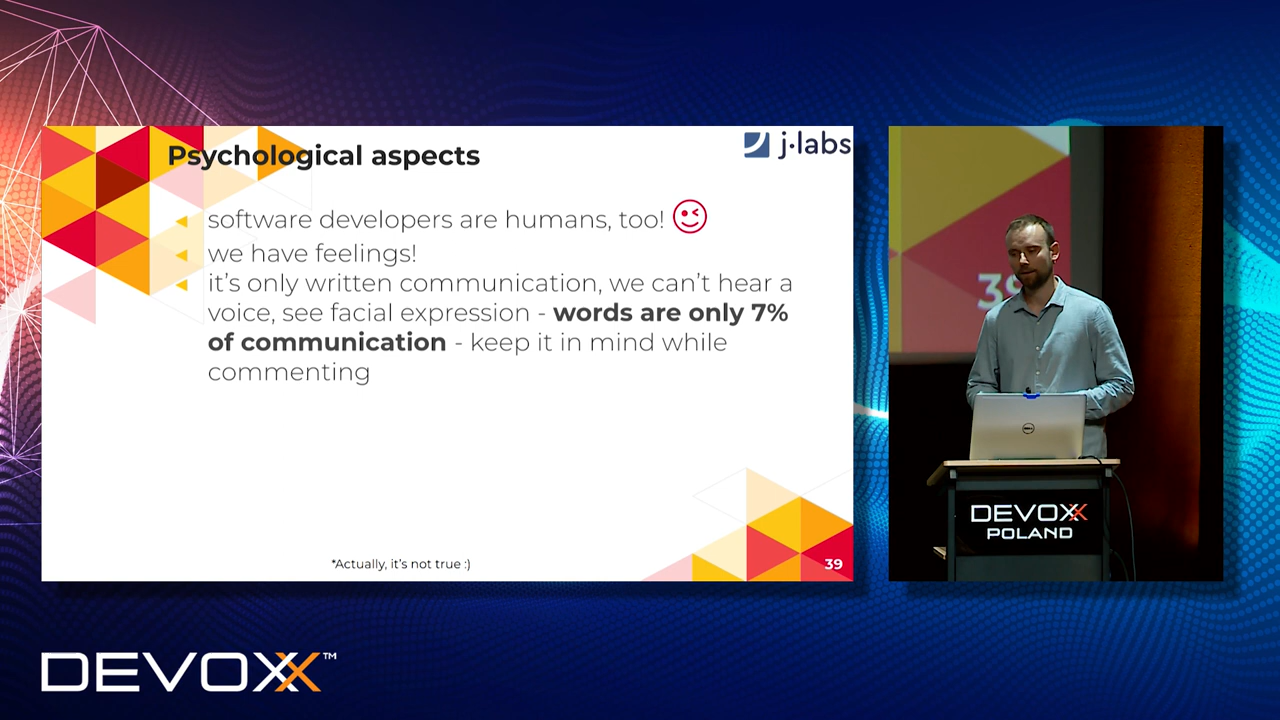 Psychological aspects
j·labs
software developers are humans, too!
we have feelings!
it's only written communication, we can't hear a
voice, see facial expression - words are only 7%
of communication - keep it in mind while
commenting
*Actually, it's not true :)
39
39
DELL
DEVOXX
POLAND
DEVOXX™